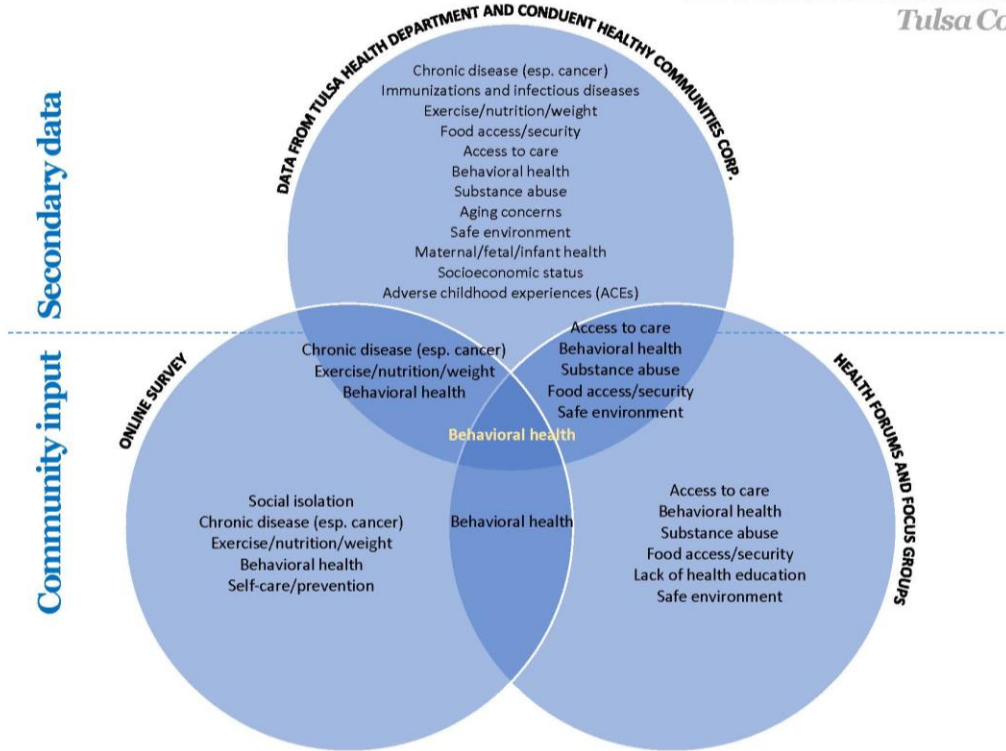 Tulsa Co
DATA FROM TULSA HEALTH DEPARTMENT AND CONDUENT HEALTHY COMMUNITIES CORP.
Secondary data
Chronic disease (esp. cancer)
Immunizations and infectious diseases
Exercise/nutrition/weight
Food access/security
Access to care
Behavioral health
Substance abuse
Aging concerns
Safe environment
Maternal/fetal/infant health
Socioeconomic status
Adverse childhood experiences (ACEs)
Community input
ONLINE SURVEY
Chronic disease (esp. cancer)
Exercise/nutrition/weight
Behavioral health
Access to care
Behavioral health
Substance abuse
Food access/security
Safe environment
HEALTH FORUMS AND FOCUS GROUPS
Behavioral health
Social isolation
Chronic disease (esp. cancer)
Exercise/nutrition/weight
Behavioral health
Self-care/prevention
Behavioral health
Access to care
Behavioral health
Substance abuse
Food access/security
Lack of health education
Safe environment